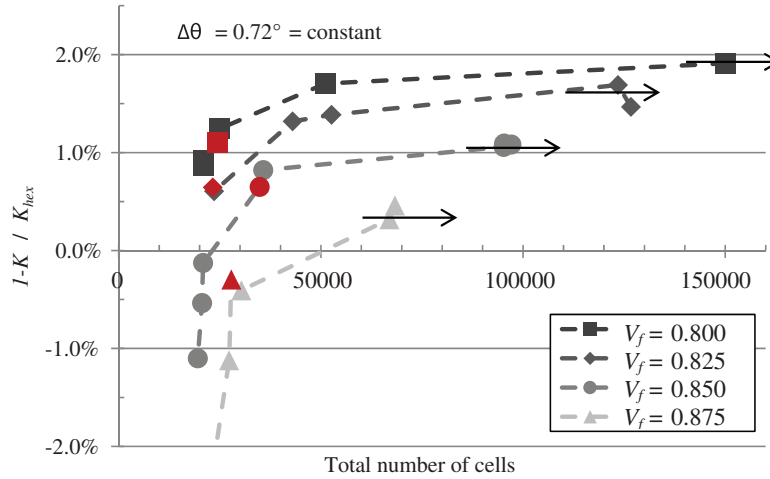 Δθ = 0.72° = constant
2.0%
1.0%
0.0%
-1.0%
-2.0%
1-K / K_hex
0 50000 100000 150000
V_f = 0.800
V_f = 0.825
V_f = 0.850
V_f = 0.875
Total number of cells